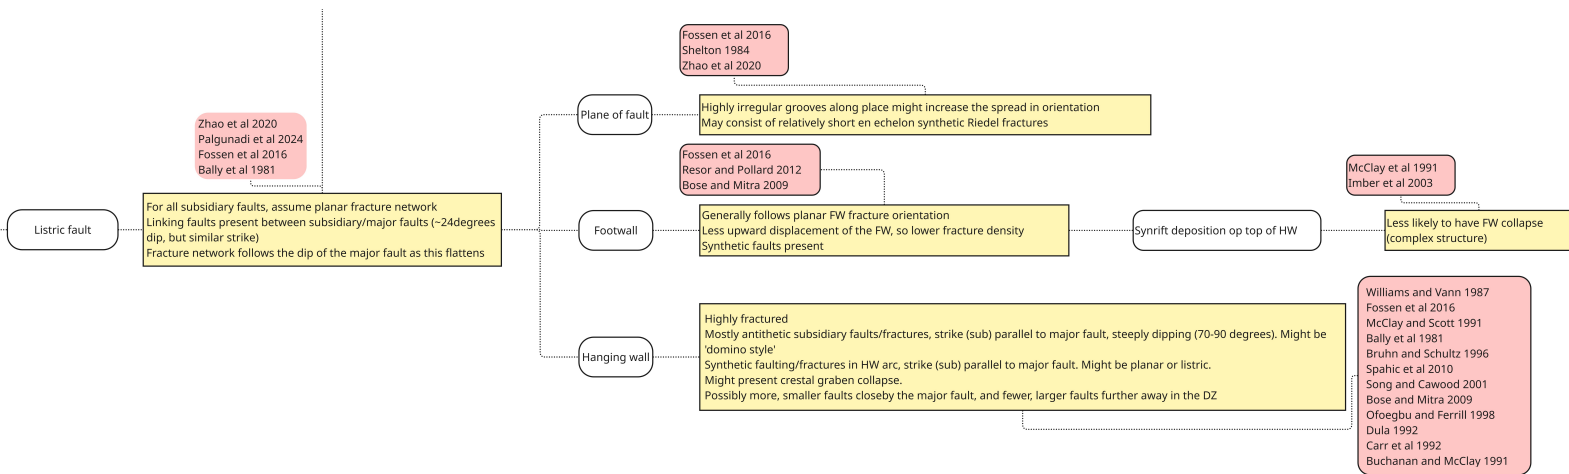 Fossen et al 2016
Shelton 1984
Zhao et al 2020
Plane of fault
Highly irregular grooves along place might increase the spread in orientation
May consist of relatively short en echelon synthetic Riedel fractures
Zhao et al 2020
Palgunadi et al 2024
Fossen et al 2016
Bally et al 1981
Listric fault
For all subsidiary faults, assume planar fracture network
Linking faults present between subsidiary/major faults (~24degrees
dip, but similar strike)
Fracture network follows the dip of the major fault as this flattens
Fossen et al 2016
Resor and Pollard 2012
Bose and Mitra 2009
Footwall
Generally follows planar FW fracture orientation
Less upward displacement of the FW, so lower fracture density
Synthetic faults present
Synrift deposition op top of HW
McClay et al 1991
Imber et al 2003
Less likely to have FW collapse
(complex structure)
Hanging wall
Highly fractured
Mostly antithetic subsidiary faults/fractures, strike (sub) parallel to major fault, steeply dipping (70-90 degrees). Might be
'domino style'
Synthetic faulting/fractures in HW arc, strike (sub) parallel to major fault. Might be planar or listric.
Might present crestal graben collapse.
Possibly more, smaller faults closeby the major fault, and fewer, larger faults further away in the DZ
Williams and Vann 1987
Fossen et al 2016
McClay and Scott 1991
Bally et al 1981
Bruhn and Schultz 1996
Spahic et al 2010
Song and Cawood 2001
Bose and Mitra 2009
Ofoegbu and Ferrill 1998
Dula 1992
Carr et al 1992
Buchanan and McClay 1991